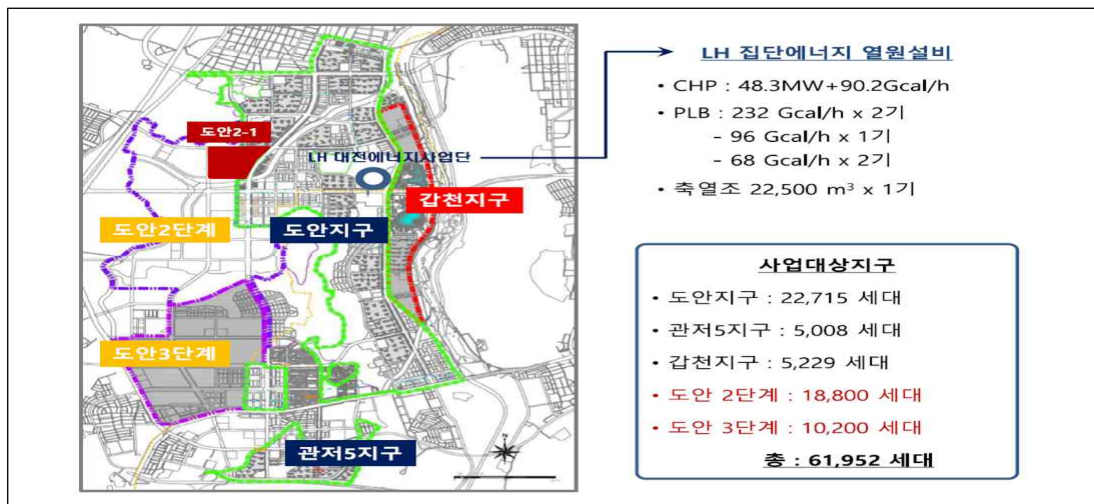 도안2-1
LH 대전에너지사업단
갑천지구
도안2단계
도안지구
도안3단계
관저5지구
N
LH 집단에너지 열원설비
• CHP : 48.3MW+90.2Gcal/h
• PLB : 232 Gcal/h x 2기
- 96 Gcal/h x 1기
- 68 Gcal/h x 2기
• 축열조 22,500 m³ x 1기
사업대상지구
• 도안지구 : 22,715 세대
• 관저5지구 : 5,008 세대
• 갑천지구 : 5,229 세대
• 도안 2단계 : 18,800 세대
• 도안 3단계 : 10,200 세대
총 : 61,952 세대